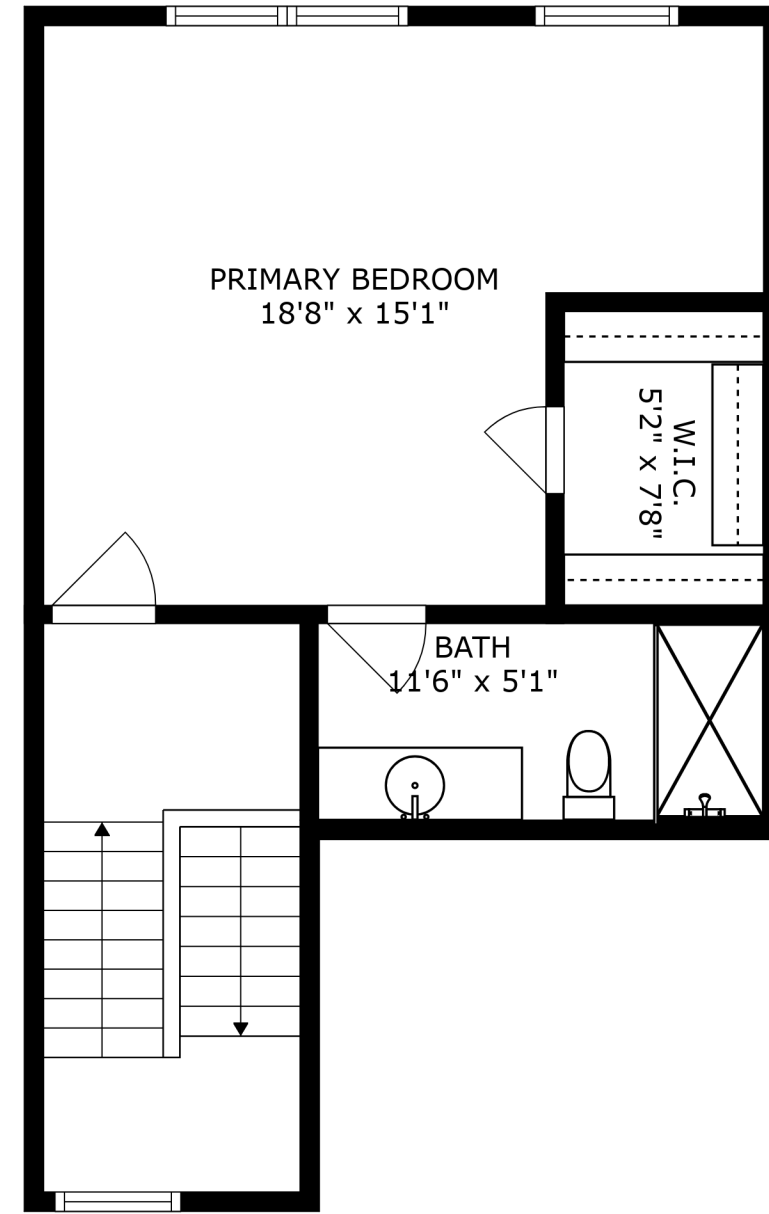 PRIMARY BEDROOM
18'8" x 15'1"
W.I.C.
5'2" x 7'8"
BATH
11'6" x 5'1"